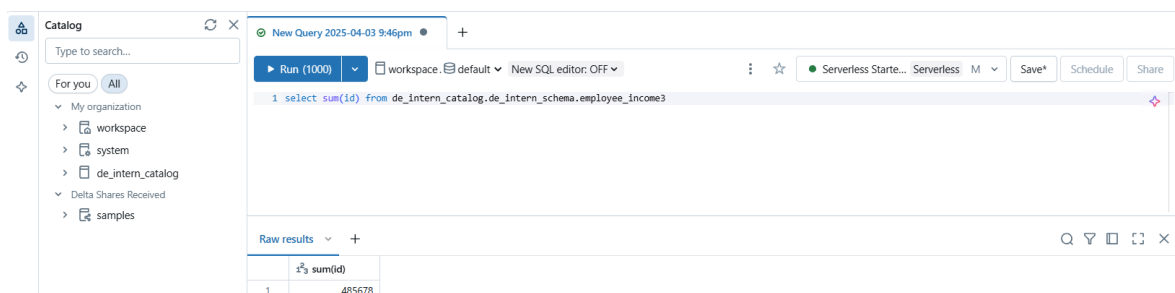 Catalog
Type to search...
For you All
My organization
workspace
system
de_intern_catalog
Delta Shares Received
samples
New Query 2025-04-03 9:46pm
+
Run (1000) workspace . default New SQL editor: OFF Serverless Starte... Serverless M Save* Schedule Share
1 select sum(id) from de_intern_catalog.de_intern_schema.employee_income3
Raw results +
1²3 sum(id)
1 485678